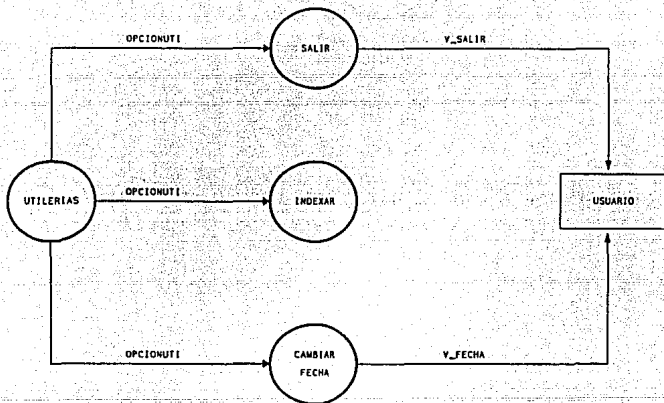 OPCIONUTI
SALIR
V_SALIR
UTILERIAS
OPCIONUTI
INDEXAR
USUARIO
OPCIONUTI
CAMBIAR
FECHA
V_FECHA